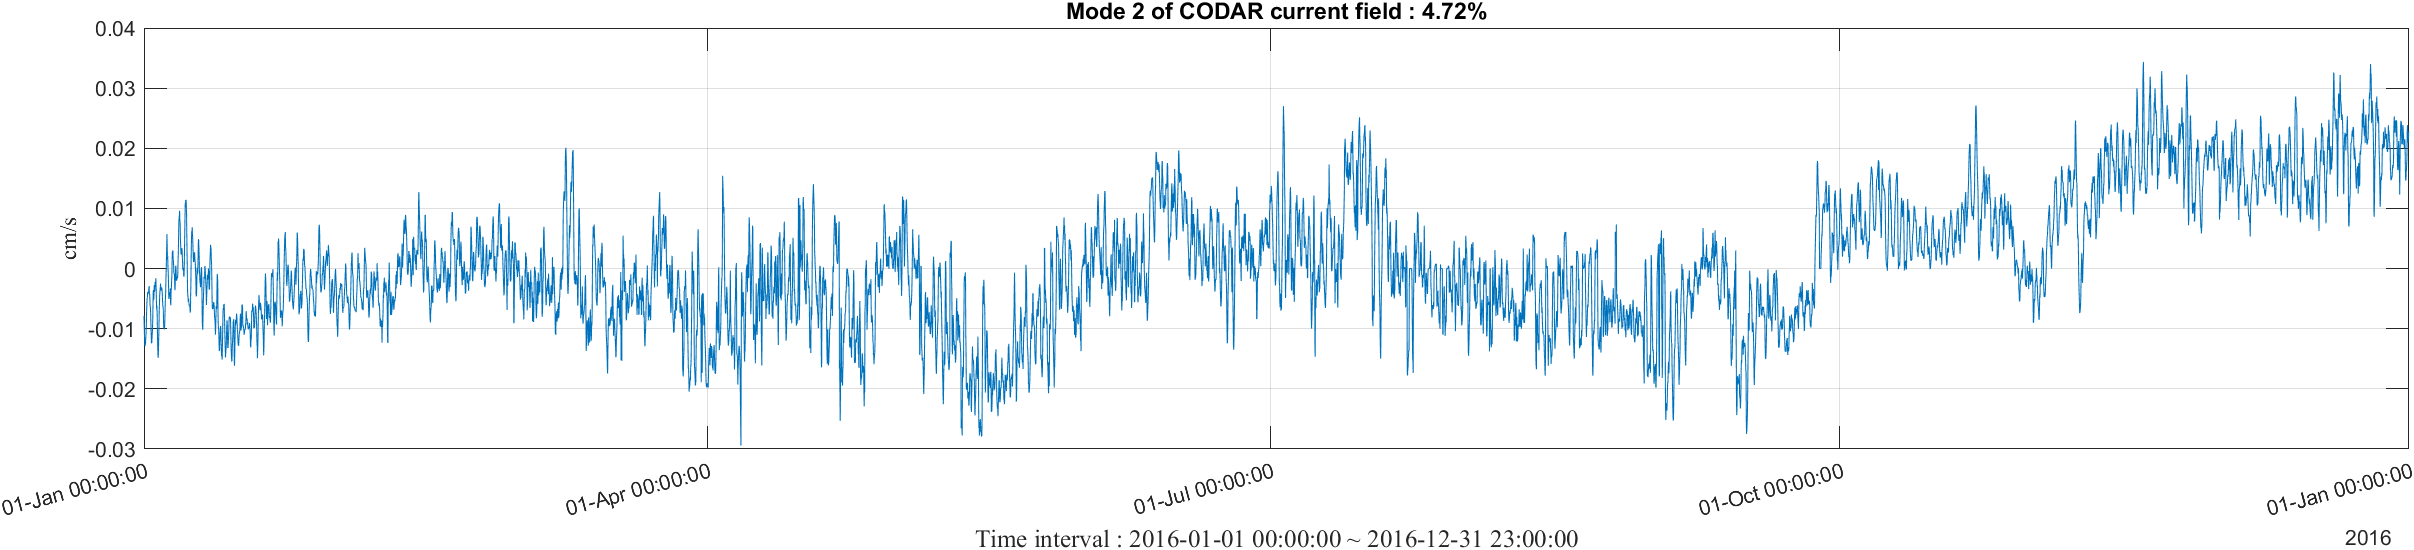 Mode 2 of CODAR current field : 4.72%
0.04
0.03
0.02
0.01
0
-0.01
-0.02
-0.03
cm/s
01-Jan 00:00:00
01-Apr 00:00:00
01-Jul 00:00:00
01-Oct 00:00:00
01-Jan 00:00:00
Time interval : 2016-01-01 00:00:00 ~ 2016-12-31 23:00:00
2016